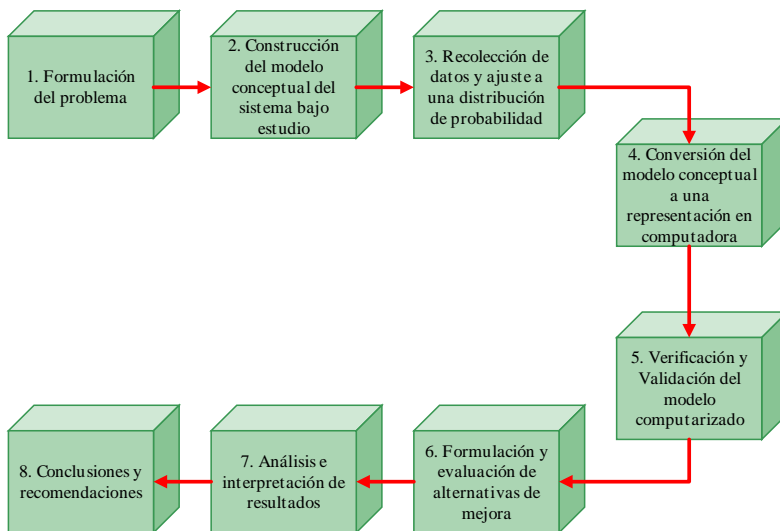 1. Formulación
del problema
2. Construcción
del modelo
conceptual del
sistema bajo
estudio
3. Recolección de
datos y ajuste a
una distribución
de probabilidad
4. Conversión del
modelo conceptual
a una
representación en
computadora
5. Verificación y
Validación del
modelo
computarizado
6. Formulación y
evaluación de
alternativas de
mejora
7. Análisis e
interpretación de
resultados
8. Conclusiones y
recomendaciones